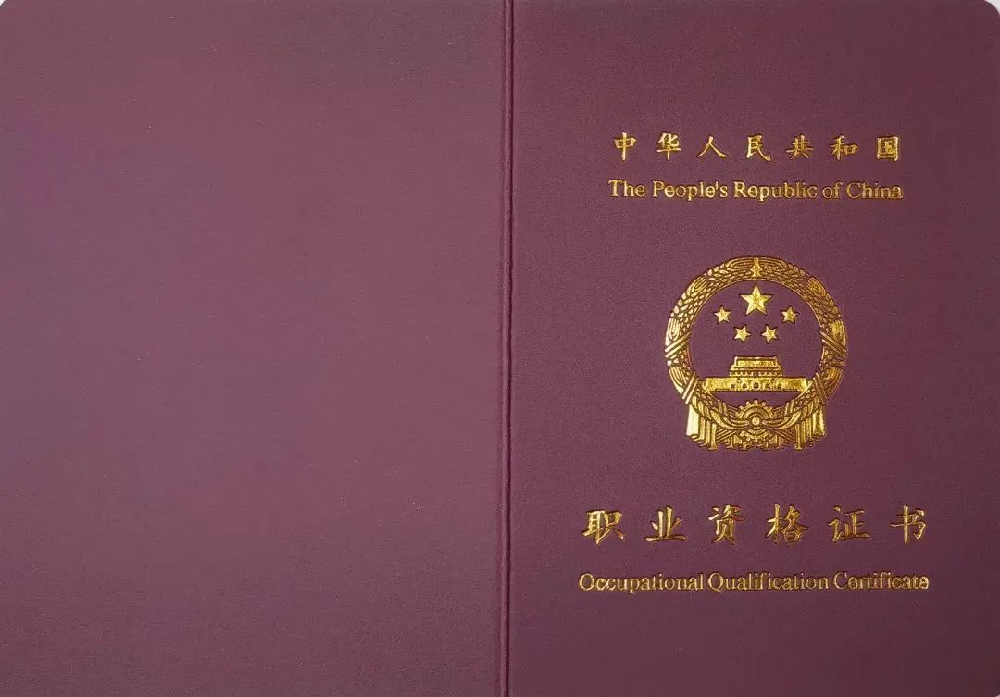 中华人民共和国
The People's Republic of China
职业资格证书
Occupational Qualification Certificate